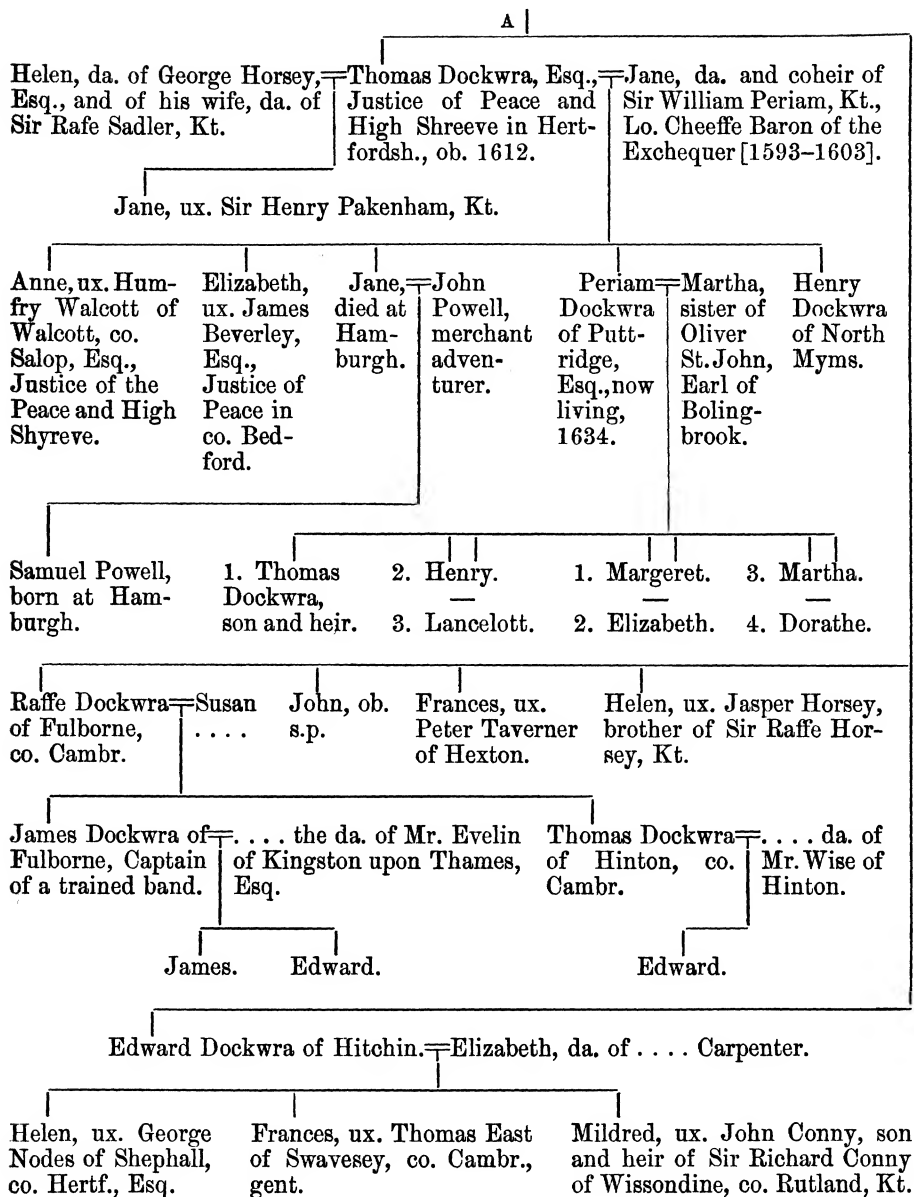 A
Helen, da. of George Horsey,
Esq., and of his wife, da. of
Sir Rafe Sadler, Kt.
Thomas Dockwra, Esq.,
Justice of Peace and
High Shreeve in Hert-
fordsh., ob. 1612.
Jane, da. and coheir of
Sir William Periam, Kt.,
Lo. Cheeffe Baron of the
Exchequer [1593–1603].
Jane, ux. Sir Henry Pakenham, Kt.
Anne, ux. Hum-
fry Walcott of
Walcott, co.
Salop, Esq.,
Justice of the
Peace and High
Shyreve.
Elizabeth,
ux. James
Beverley,
Esq.,
Justice of
Peace in
co. Bed-
ford.
Jane,
died at
Ham-
burgh.
John
Powell,
merchant
adven-
turer.
Periam
Dockwra
of Putt-
ridge,
Esq., now
living,
1634.
Martha,
sister of
Oliver
St. John,
Earl of
Boling-
brook.
Henry
Dockwra
of North
Myms.
Samuel Powell,
born at Ham-
burgh.
1. Thomas
Dockwra,
son and heir.
2. Henry.
—
3. Lancelott.
1. Margeret.
—
2. Elizabeth.
3. Martha.
—
4. Dorathe.
Raffe Dockwra
of Fulborne,
co. Cambr.
Susan
. . . .
John, ob.
s.p.
Frances, ux.
Peter Taverner
of Hexton.
Helen, ux. Jasper Horsey,
brother of Sir Raffe Hor-
sey, Kt.
James Dockwra of
Fulborne, Captain
of a trained band.
. . . . the da. of Mr. Evelin
of Kingston upon Thames,
Esq.
Thomas Dockwra
of Hinton, co.
Cambr.
. . . . da. of
Mr. Wise of
Hinton.
James.
Edward.
Edward.
Edward Dockwra of Hitchin.
Elizabeth, da. of . . . . Carpenter.
Helen, ux. George
Nodes of Shephall,
co. Hertf., Esq.
Frances, ux. Thomas East
of Swavesey, co. Cambr.,
gent.
Mildred, ux. John Conny, son
and heir of Sir Richard Conny
of Wissondine, co. Rutland, Kt.